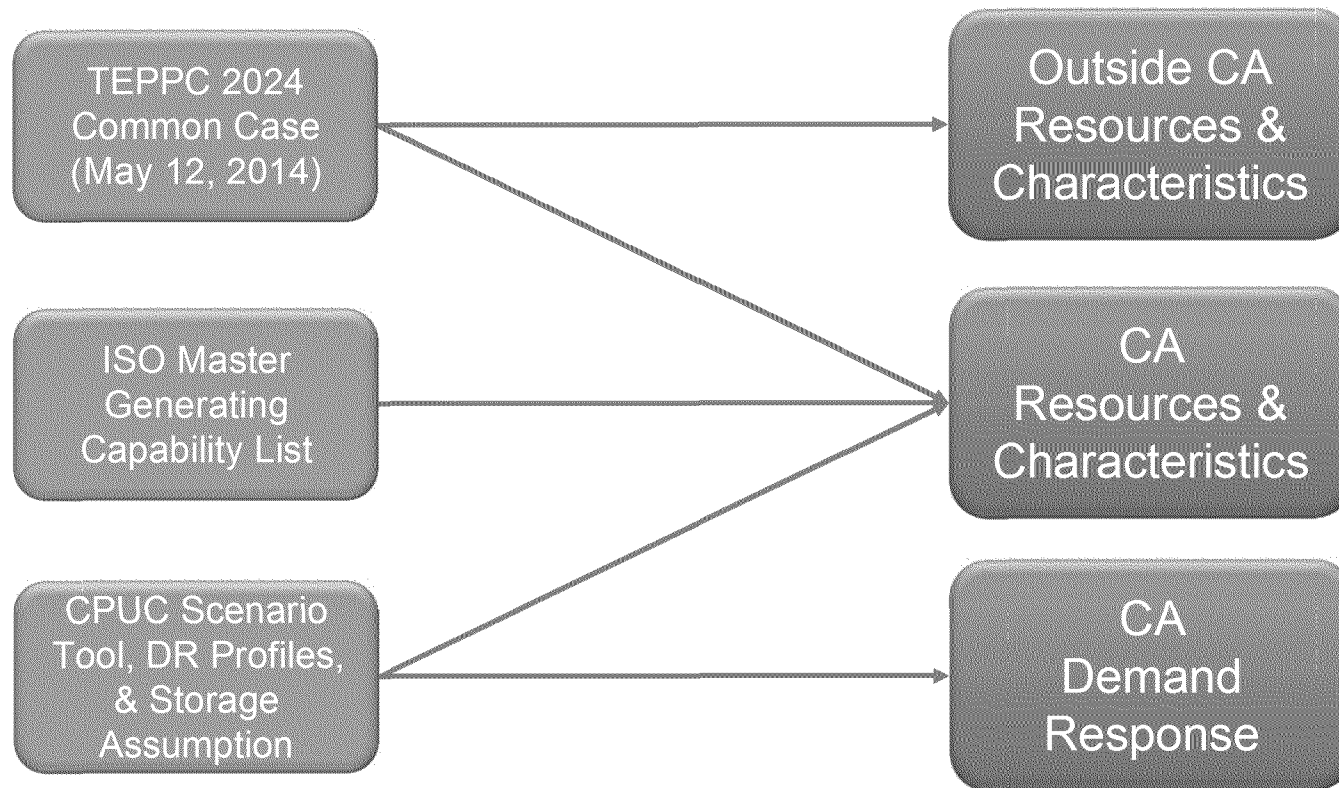 TEPPC 2024
Common Case
(May 12, 2014)
Outside CA
Resources &
Characteristics
ISO Master
Generating
Capability List
CA
Resources &
Characteristics
CPUC Scenario
Tool, DR Profiles,
& Storage
Assumption
CA
Demand
Response